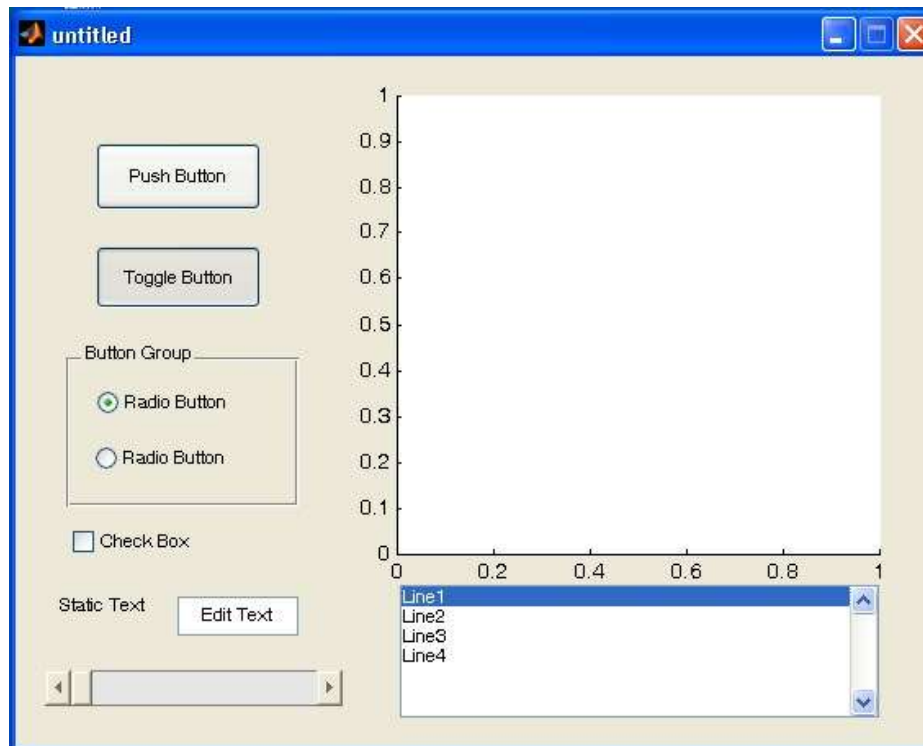 untitled
Push Button
Toggle Button
Button Group
Radio Button
Radio Button
Check Box
Static Text
Edit Text
1
0.9
0.8
0.7
0.6
0.5
0.4
0.3
0.2
0.1
0
0 0.2 0.4 0.6 0.8 1
Line1
Line2
Line3
Line4